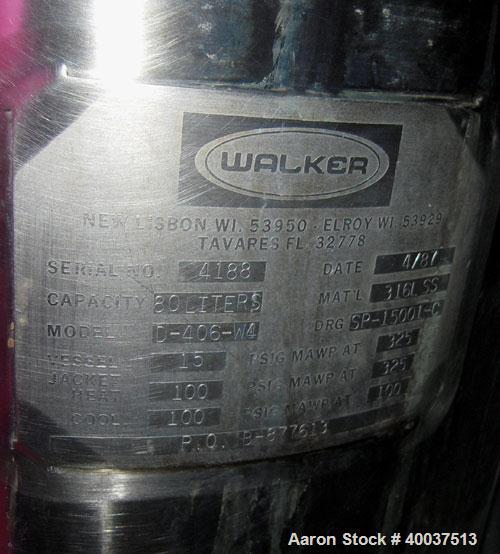 WALKER
NEW LISBON WI. 53950 - ELROY WI. 53929
TAVARES FL. 32778
SERIAL NO. 4188 DATE 4/87
CAPACITY 80 LITERS MAT'L 316L SS
MODEL D-406-W4 DRG SP-15001-C
VESSEL 15 PSIG MAWP AT 325
JACKET
HEAT 100 PSIG MAWP AT 325
COOL 100 PSIG MAWP AT 100
P.O. B-877613
Aaron Stock # 40037513